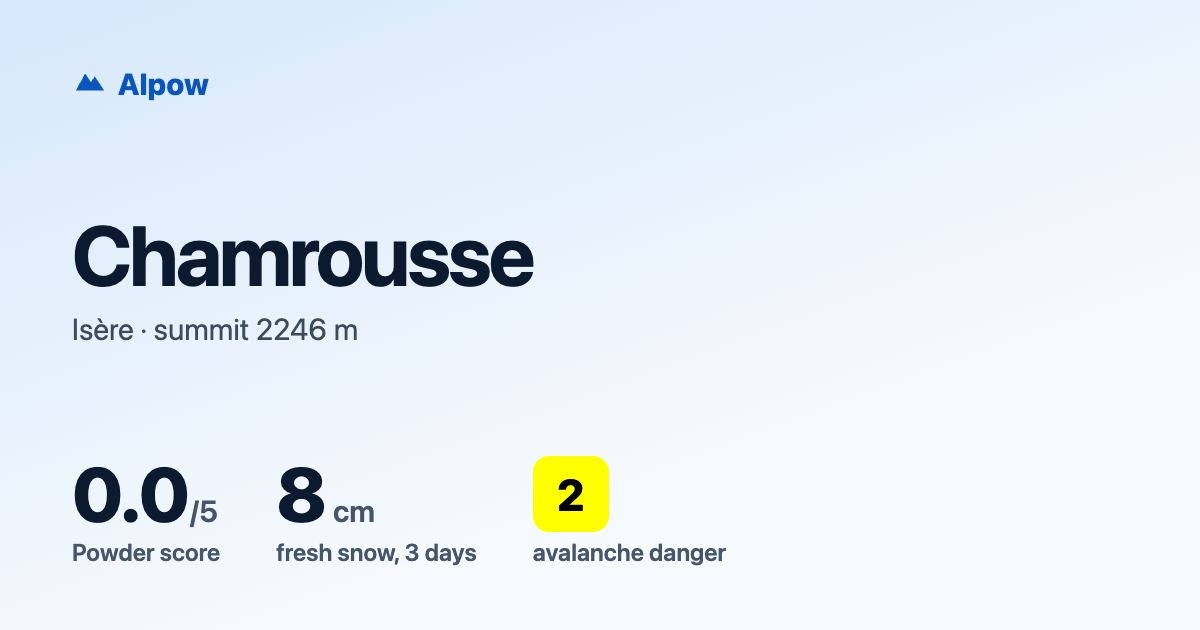 Alpow
Chamrousse
Isère · summit 2246 m
0.0/5
Powder score
8 cm
fresh snow, 3 days
2
avalanche danger